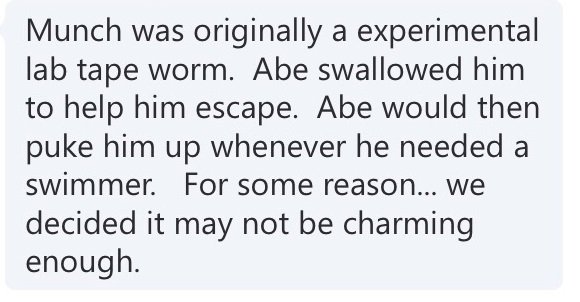 Munch was originally a experimental
lab tape worm.  Abe swallowed him
to help him escape.  Abe would then
puke him up whenever he needed a
swimmer.   For some reason... we
decided it may not be charming
enough.